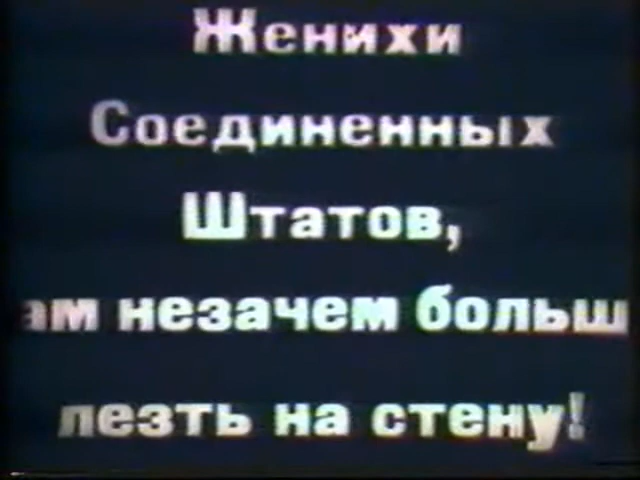 Женихи
Соединенных
Штатов,
ам незачем больш
лезть на стену!